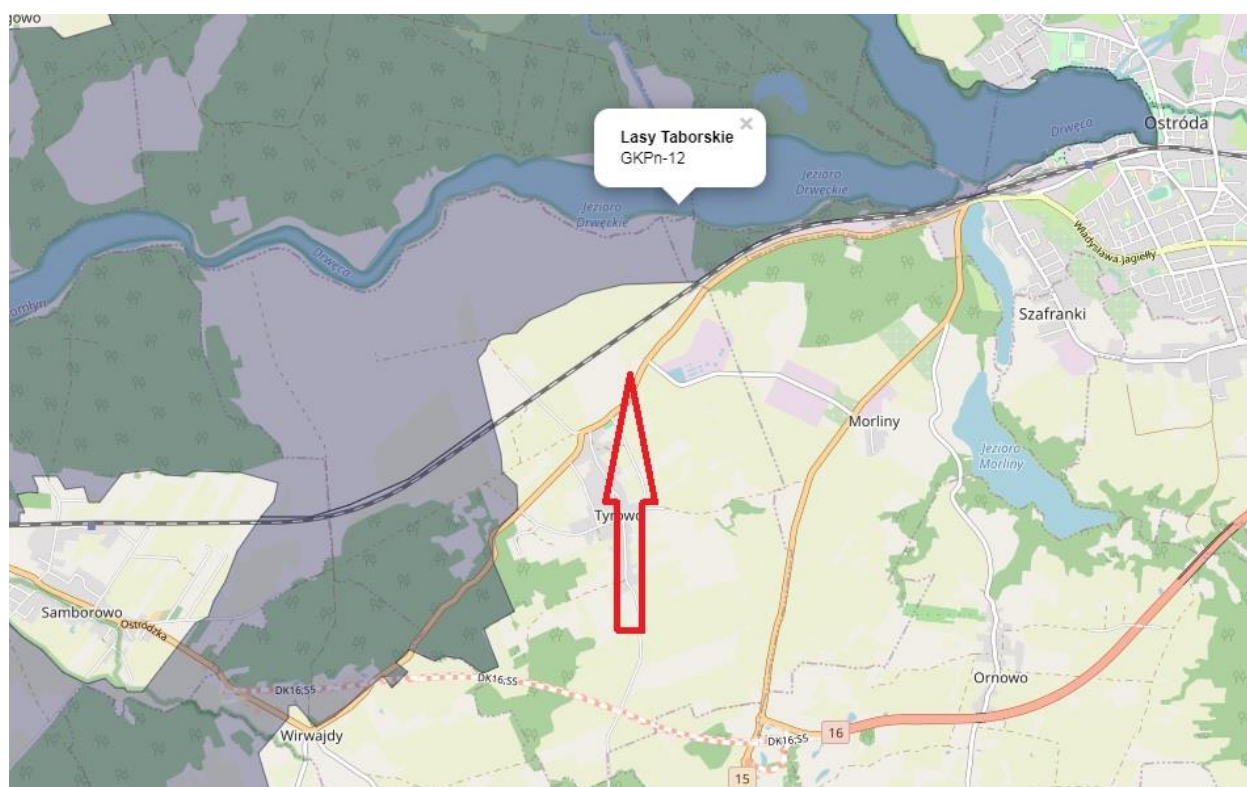 Ostróda
Drwęca
Lasy Taborskie
×
GKPn-12
Jezioro
Drwęckie
Jezioro
Drwęckie
Drwęca
Władysława Jagiełły
Szafranki
Morliny
Jezioro
Morliny
Tyrowo
Samborowo
Ostródzka
DK16;S5
DK16;S5
Ornowo
Wirwajdy
DK16;S5
16
15